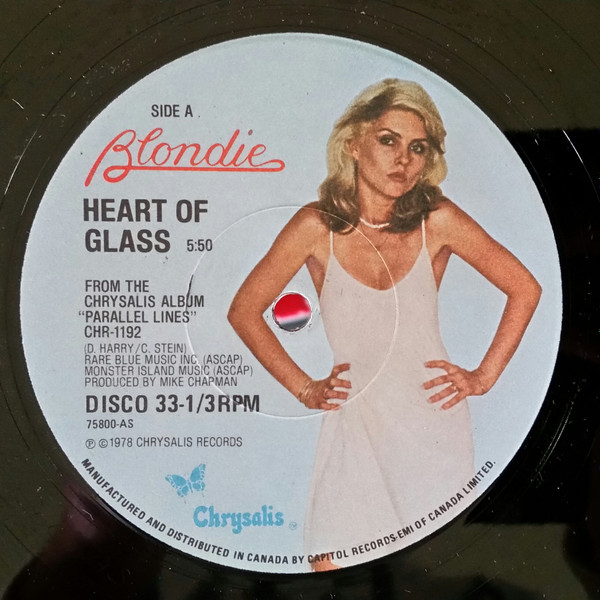 SIDE A
Blondie
HEART OF
GLASS 5:50
FROM THE
CHRYSALIS ALBUM
"PARALLEL LINES"
CHR-1192
(D. HARRY/C. STEIN)
RARE BLUE MUSIC INC. (ASCAP)
MONSTER ISLAND MUSIC (ASCAP)
PRODUCED BY MIKE CHAPMAN
DISCO 33-1/3RPM
75800-AS
℗ © 1978 CHRYSALIS RECORDS
Chrysalis
MANUFACTURED AND DISTRIBUTED IN CANADA BY CAPITOL RECORDS-EMI OF CANADA LIMITED.